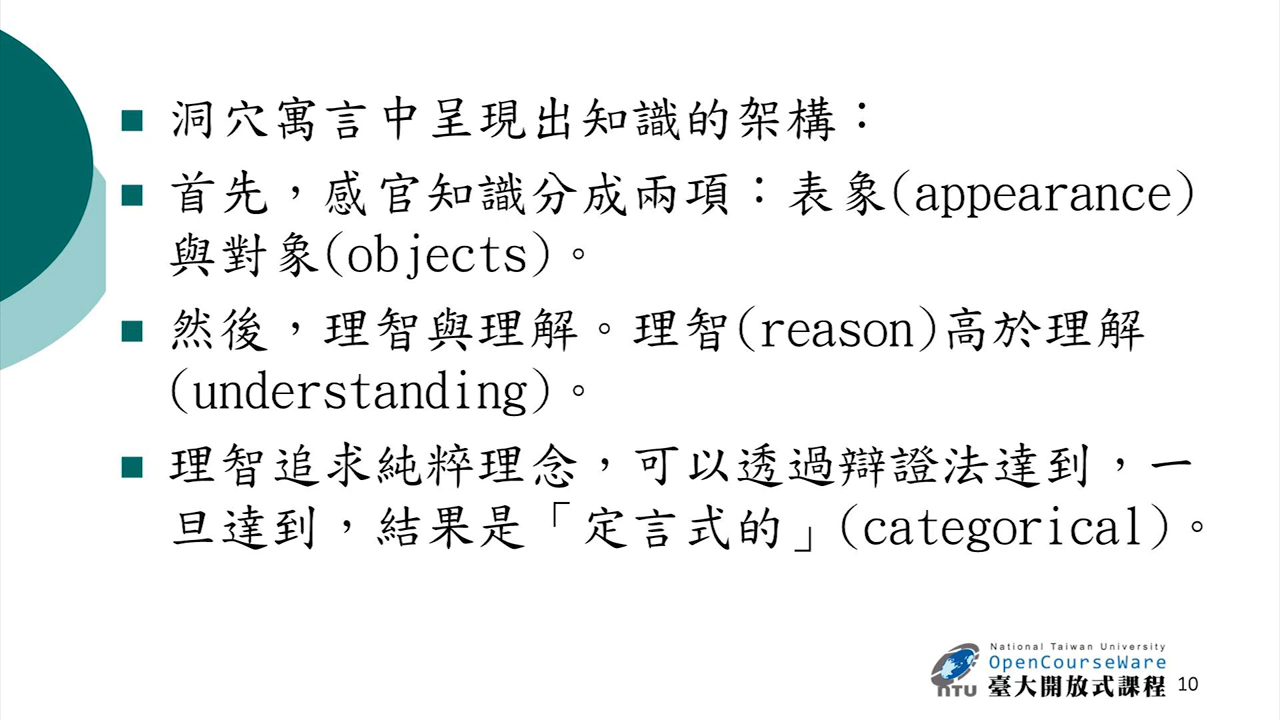 洞穴寓言中呈現出知識的架構：
首先，感官知識分成兩項：表象(appearance)
與對象(objects)。
然後，理智與理解。理智(reason)高於理解
(understanding)。
理智追求純粹理念，可以透過辯證法達到，一
旦達到，結果是「定言式的」(categorical)。
National Taiwan University
OpenCourseWare
NTU 臺大開放式課程 10